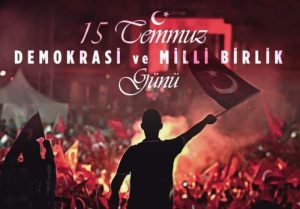 15 Temmuz
DEMOKRASİ ve MİLLİ BİRLİK
Günü